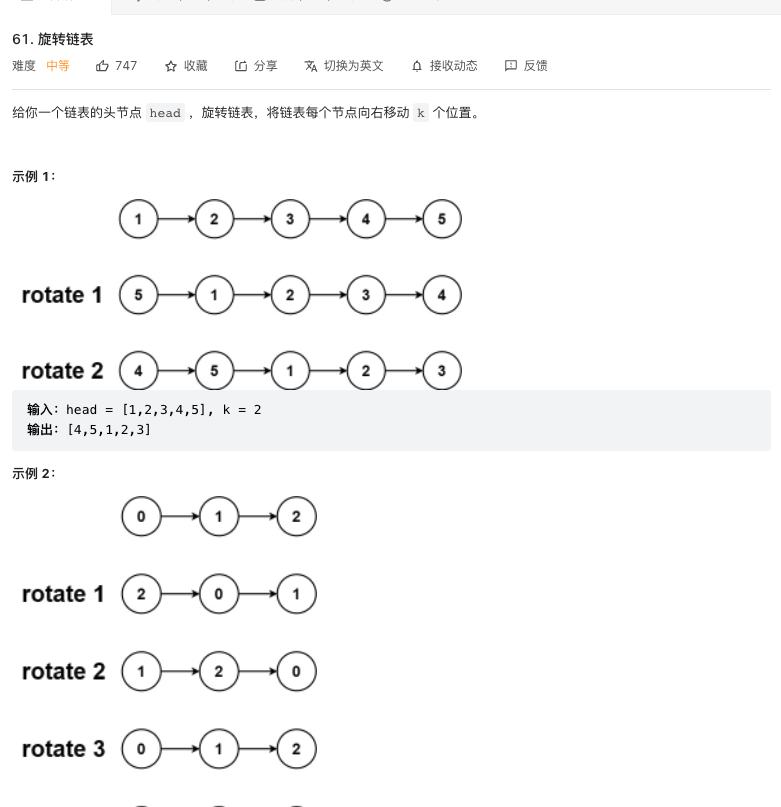 61. 旋转链表
难度 中等 747 收藏 分享 切换为英文 接收动态 反馈
给你一个链表的头节点 head ，旋转链表，将链表每个节点向右移动 k 个位置。
示例 1：
1 2 3 4 5
rotate 1 5 1 2 3 4
rotate 2 4 5 1 2 3
输入：head = [1,2,3,4,5], k = 2
输出：[4,5,1,2,3]
示例 2：
0 1 2
rotate 1 2 0 1
rotate 2 1 2 0
rotate 3 0 1 2